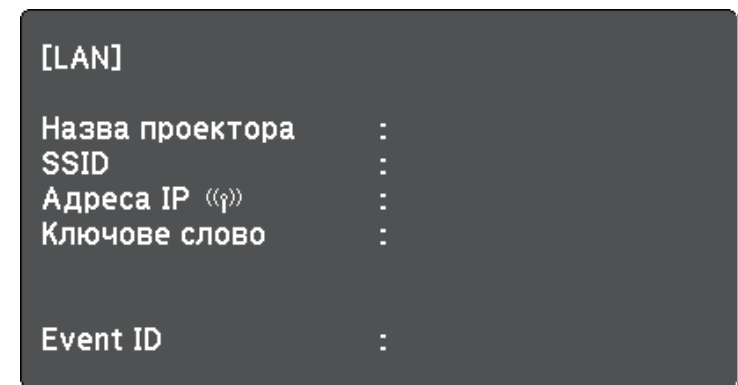 [LAN]
Назва проектора :
SSID :
Адреса IP :
Ключове слово :
Event ID :